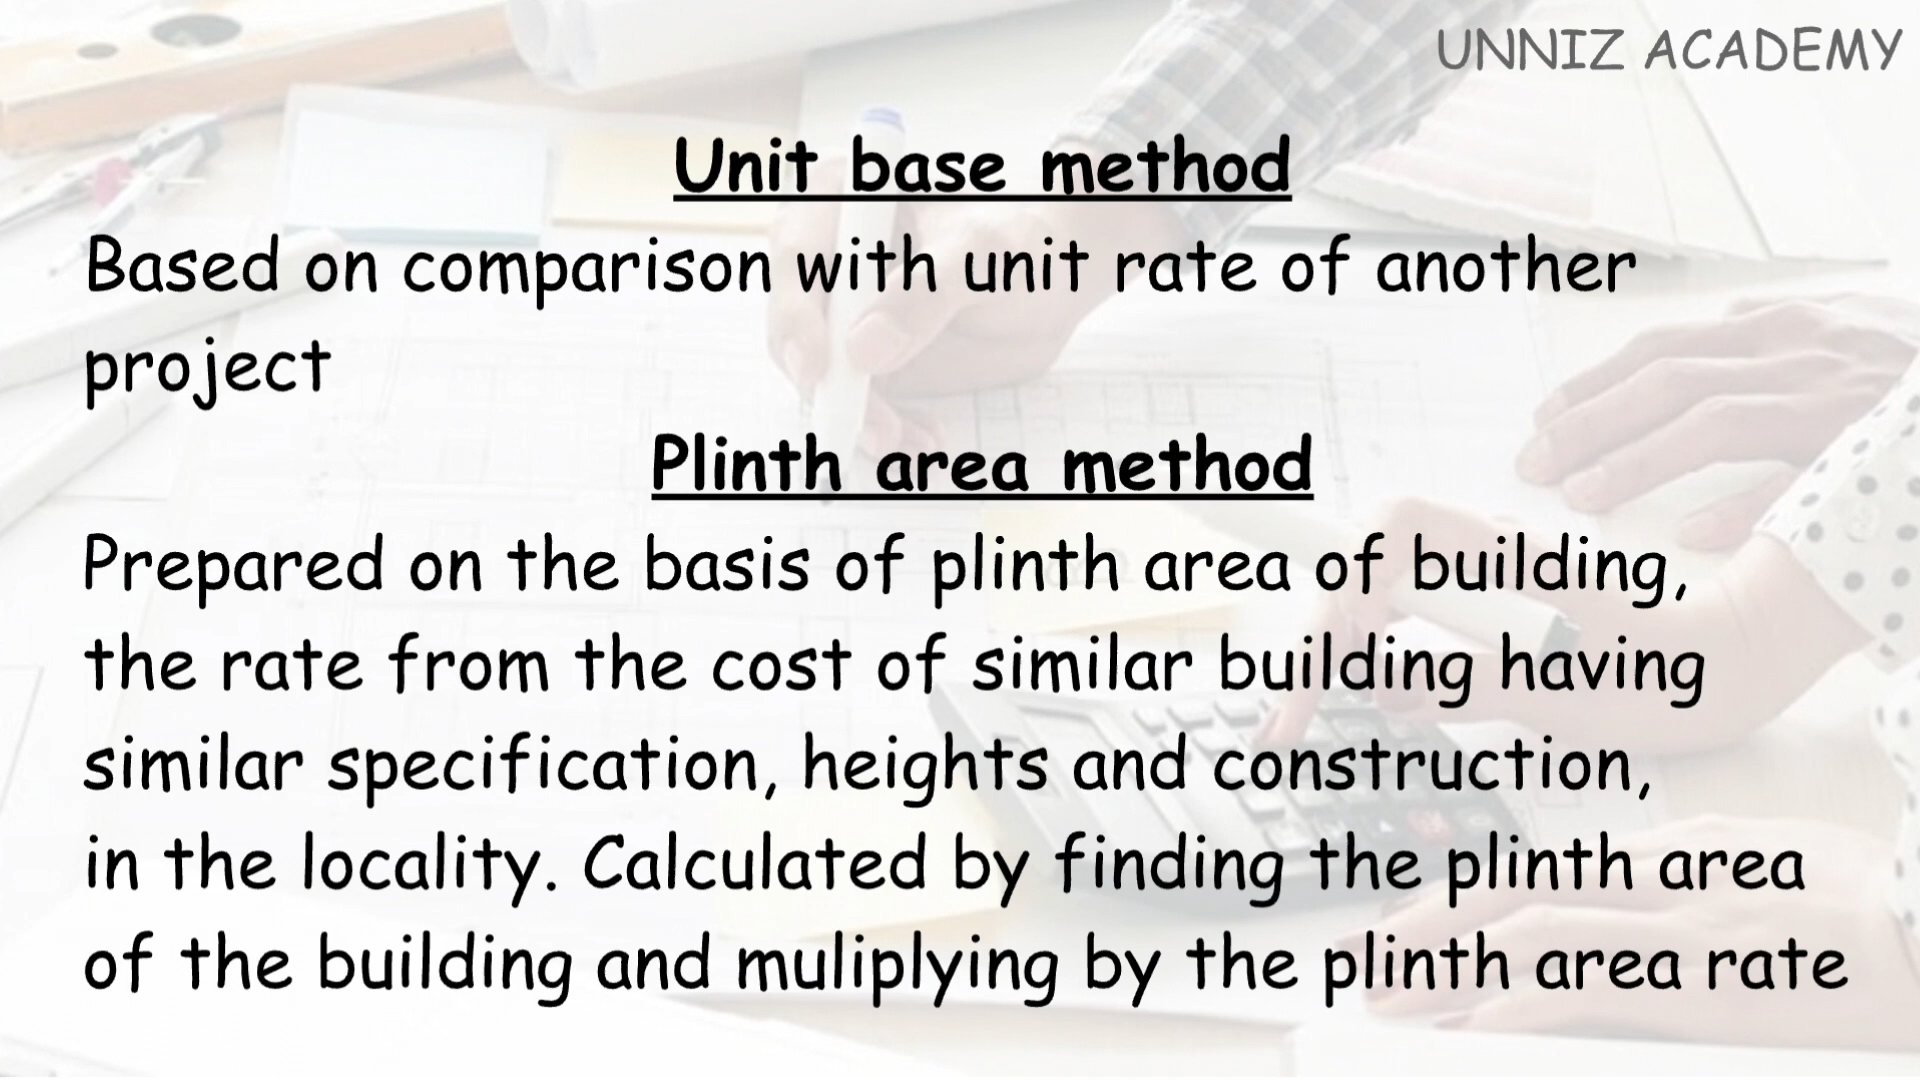 UNNIZ ACADEMY
Unit base method
Based on comparison with unit rate of another
project
Plinth area method
Prepared on the basis of plinth area of building,
the rate from the cost of similar building having
similar specification, heights and construction,
in the locality. Calculated by finding the plinth area
of the building and muliplying by the plinth area rate